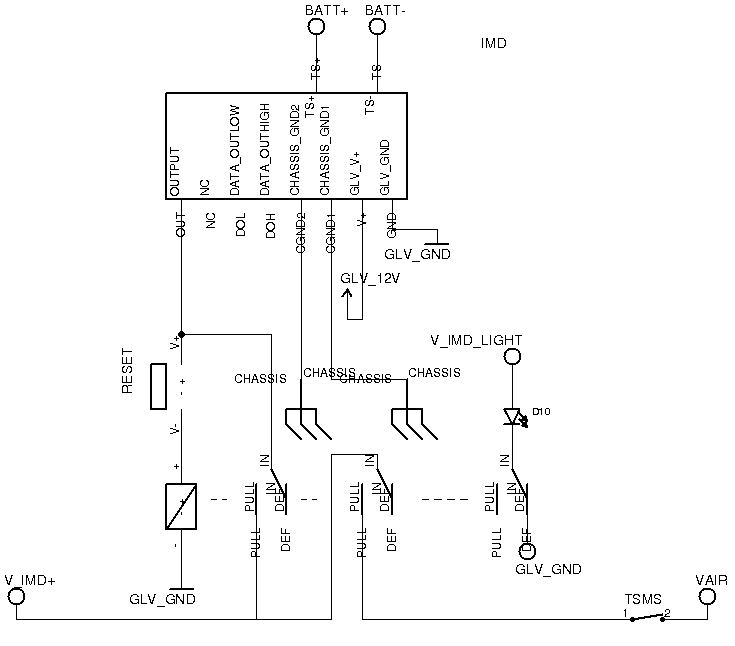 BATT+ BATT-
IMD
TS+ TS-
TS+ TS-
OUTPUT
NC
DATA_OUTLOW
DATA_OUTHIGH
CHASSIS_GND2
CHASSIS_GND1
GLV_V+
GLV_GND
OUT
NC
DOL
DOH
CGND2
CGND1
V+
GND
GLV_GND
GLV_12V
V+
V_IMD_LIGHT
RESET
+
-
CHASSIS CHASSIS CHASSIS CHASSIS
D10
V-
+
IN IN IN
IN IN
PULL DEF PULL DEF PULL DEF
+
-
PULL DEF PULL DEF PULL DEF
-
GLV_GND
V_IMD+
GLV_GND
TSMS
VAIR
1 2